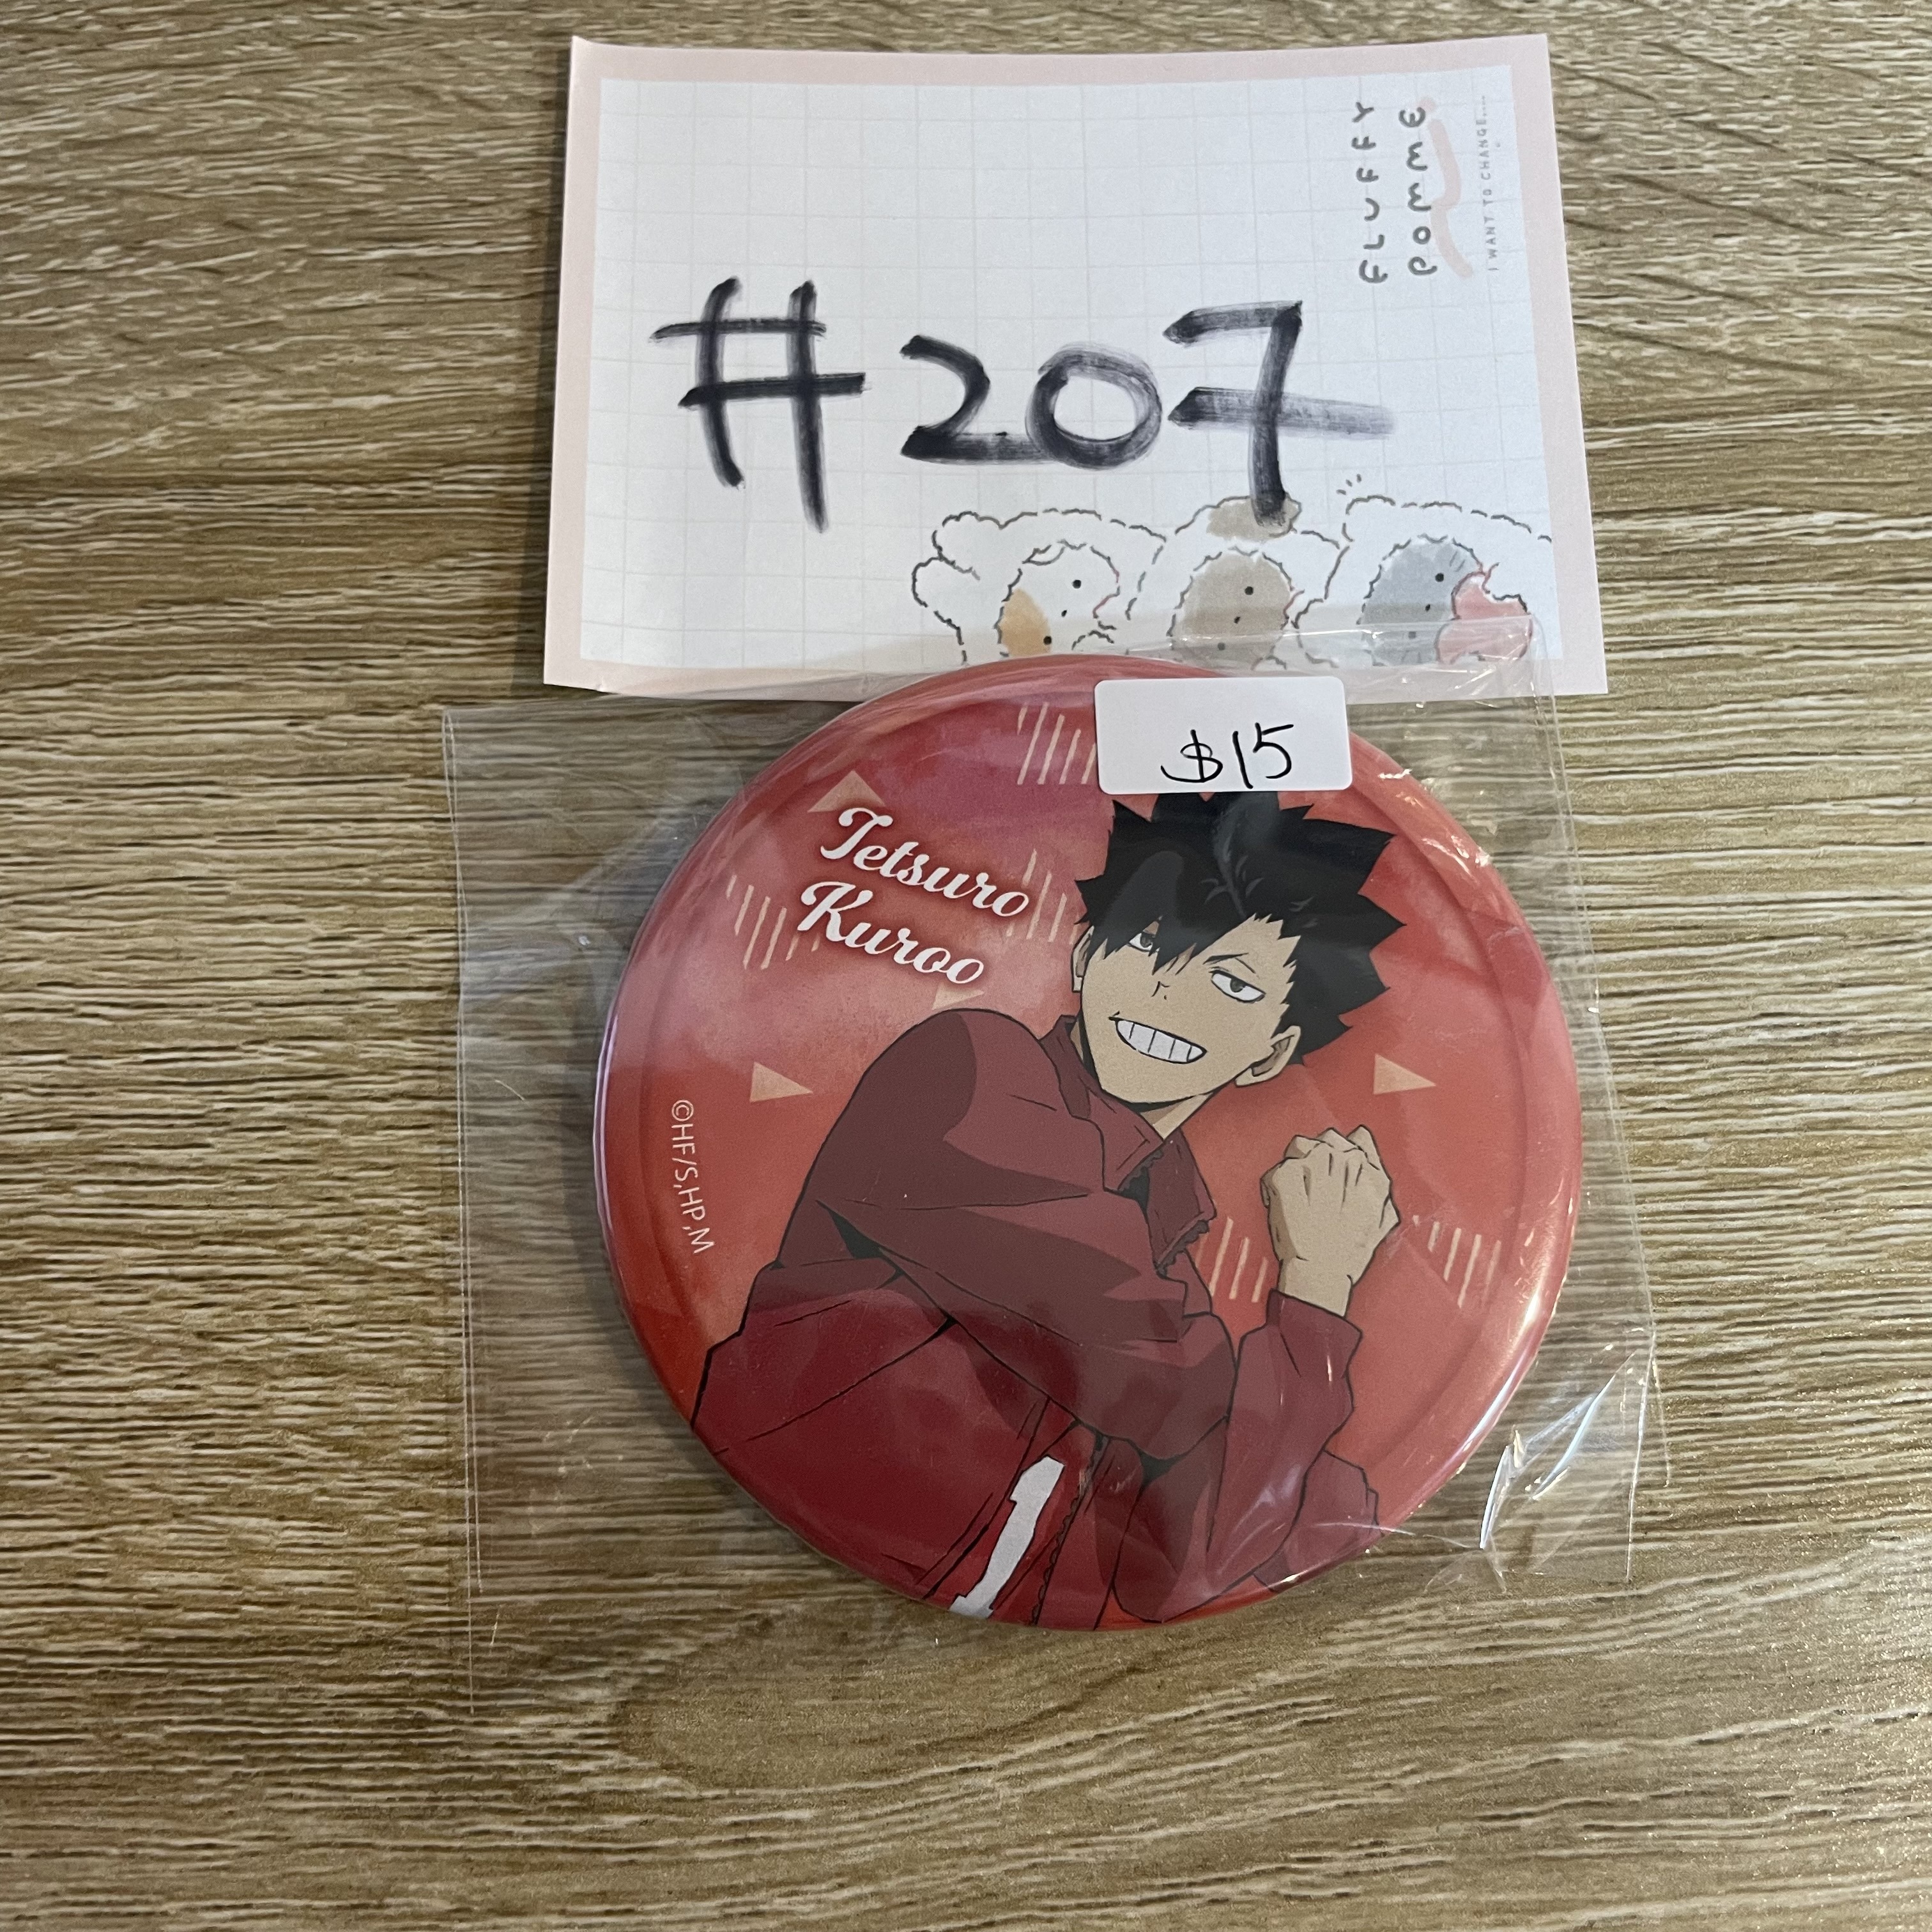 FLUFFY
pomme
I WANT TO CHANGE....
#207
$15
Tetsuro
Kuroo
©HF/S,HP,M
1